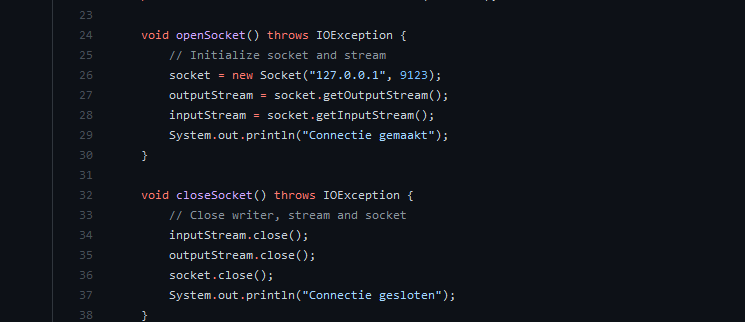 23
24 void openSocket() throws IOException {
25 // Initialize socket and stream
26 socket = new Socket("127.0.0.1", 9123);
27 outputStream = socket.getOutputStream();
28 inputStream = socket.getInputStream();
29 System.out.println("Connectie gemaakt");
30 }
31
32 void closeSocket() throws IOException {
33 // Close writer, stream and socket
34 inputStream.close();
35 outputStream.close();
36 socket.close();
37 System.out.println("Connectie gesloten");
38 }